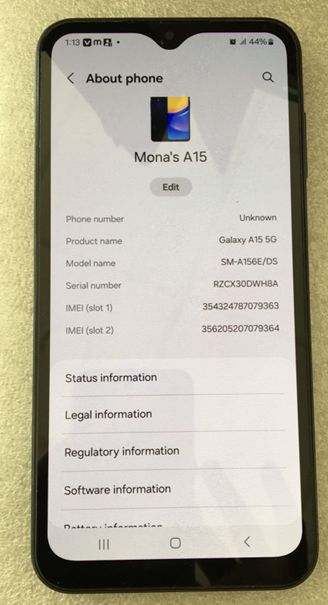 1:13
44%
About phone
Mona's A15
Edit
Phone number Unknown
Product name Galaxy A15 5G
Model name SM-A156E/DS
Serial number RZCX30DWH8A
IMEI (slot 1) 354324787079363
IMEI (slot 2) 356205207079364
Status information
Legal information
Regulatory information
Software information
Battery information